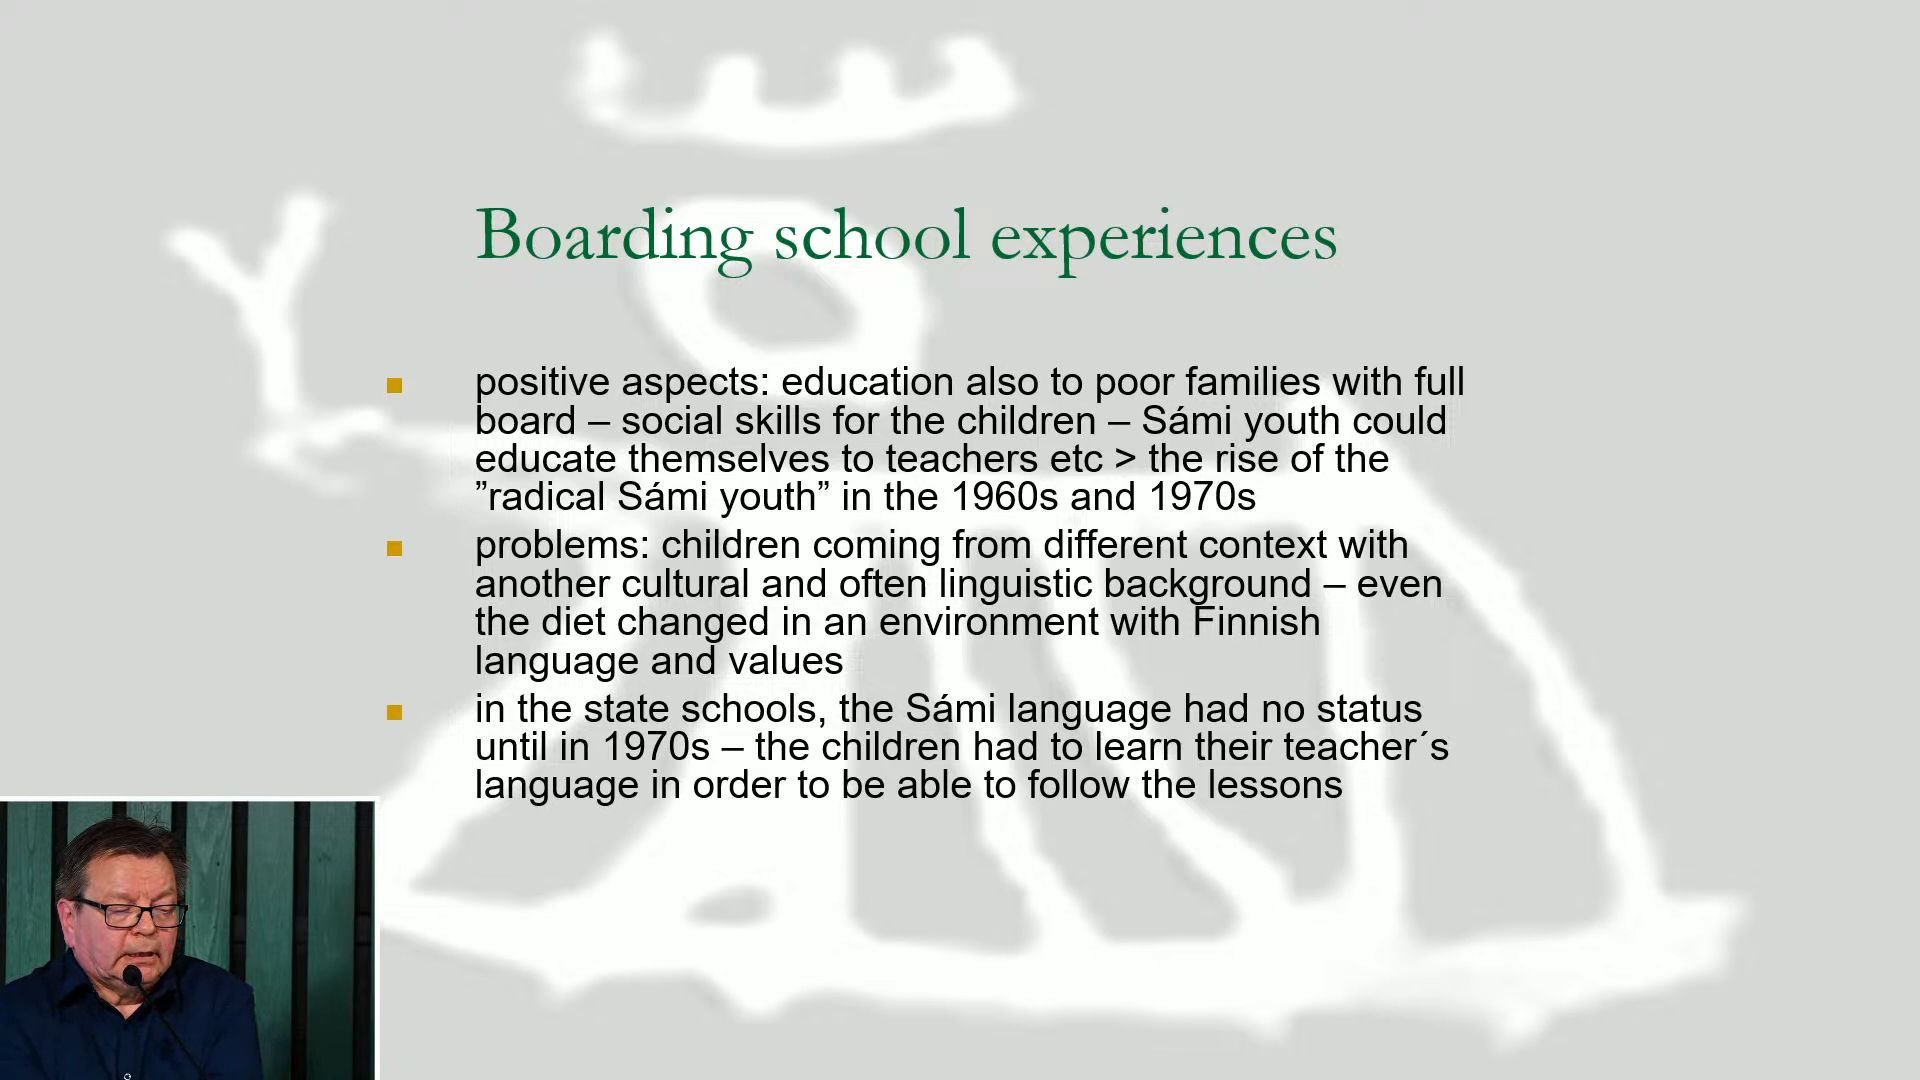 Boarding school experiences
positive aspects: education also to poor families with full
board – social skills for the children – Sámi youth could
educate themselves to teachers etc > the rise of the
”radical Sámi youth” in the 1960s and 1970s
problems: children coming from different context with
another cultural and often linguistic background – even
the diet changed in an environment with Finnish
language and values
in the state schools, the Sámi language had no status
until in 1970s – the children had to learn their teacher´s
language in order to be able to follow the lessons